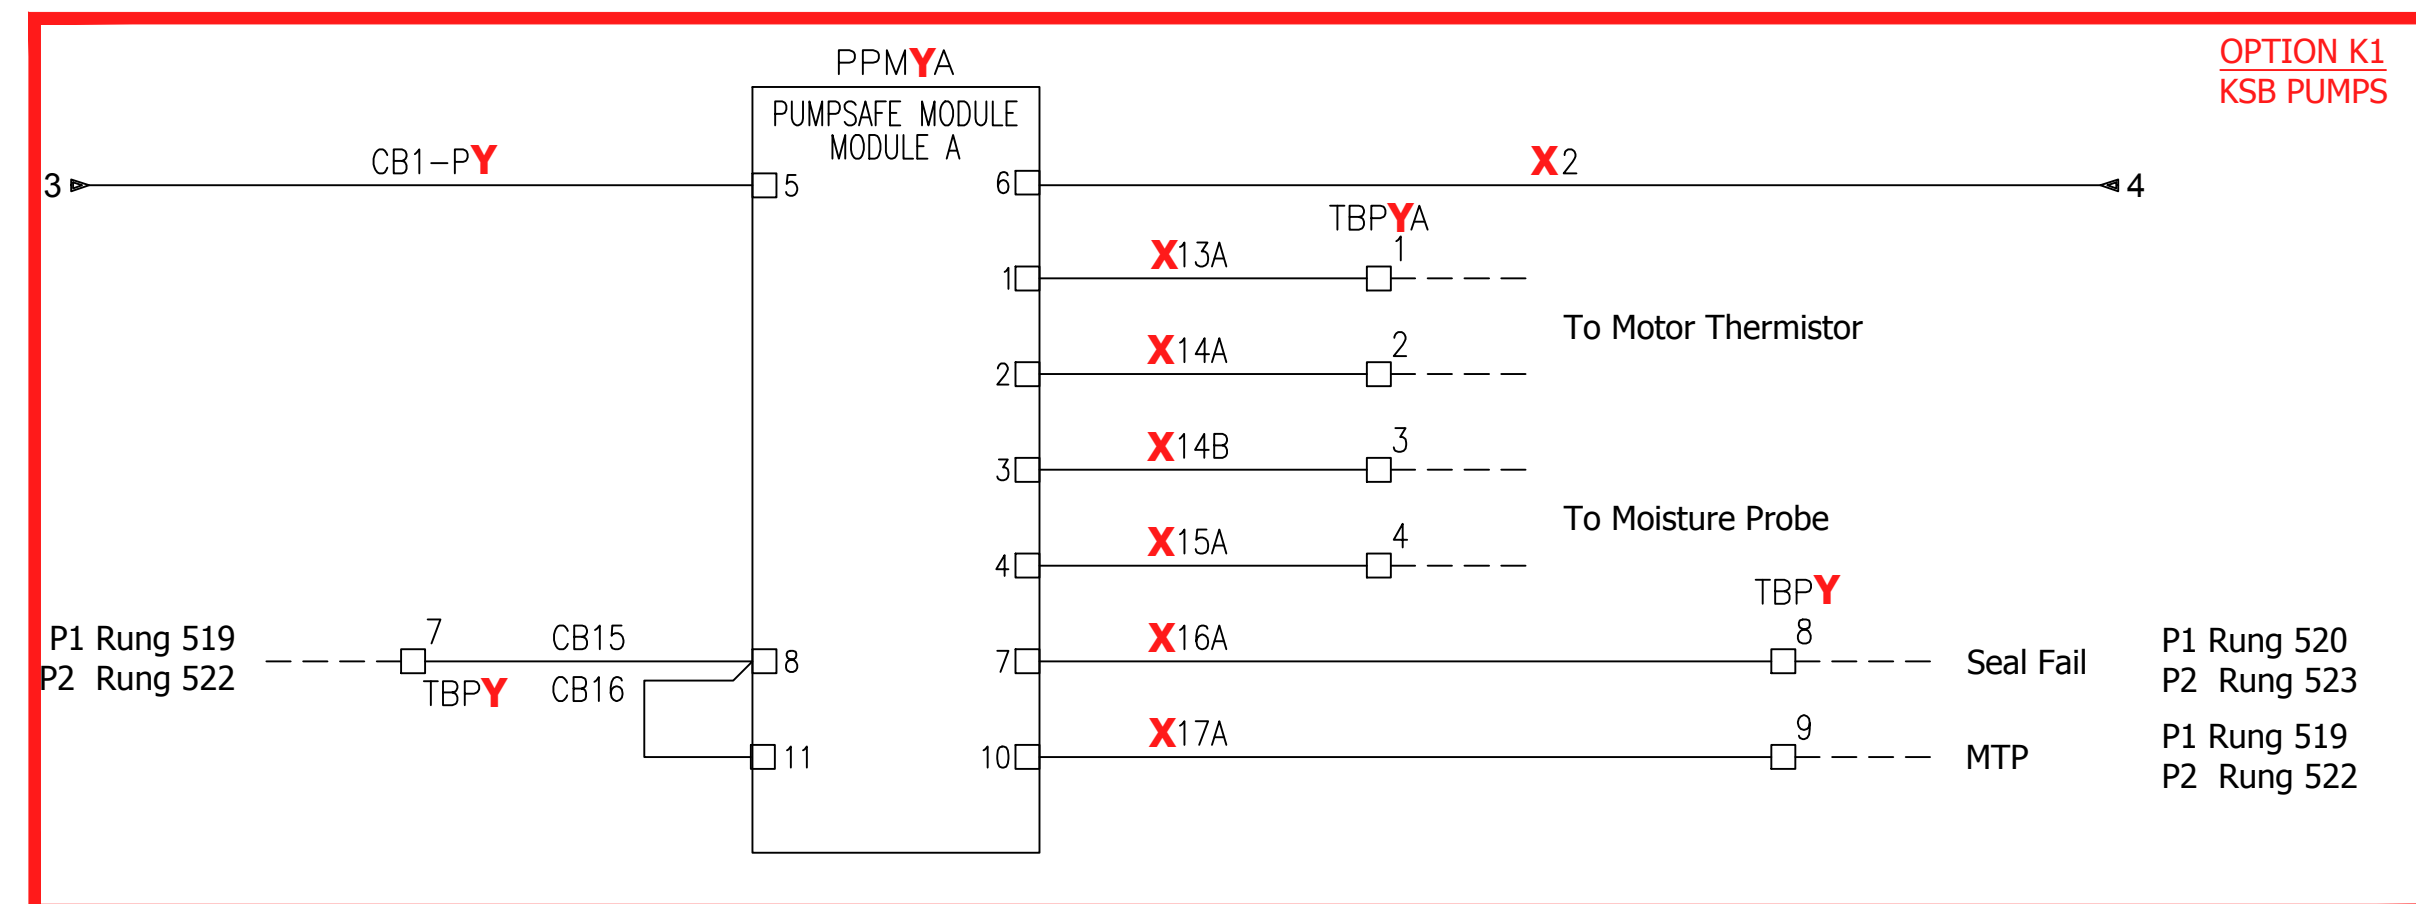 OPTION K1
KSB PUMPS
PPMYA
PUMPSAFE MODULE
MODULE A
CB1-PY
3
5
6
X2
4
TBPYA
1
X13A
1
To Motor Thermistor
2
X14A
2
3
X14B
3
To Moisture Probe
4
X15A
4
P1 Rung 519
P2 Rung 522
7
TBPY
CB15
CB16
8
11
7
X16A
TBPY
8
Seal Fail
P1 Rung 520
P2 Rung 523
10
X17A
9
MTP
P1 Rung 519
P2 Rung 522